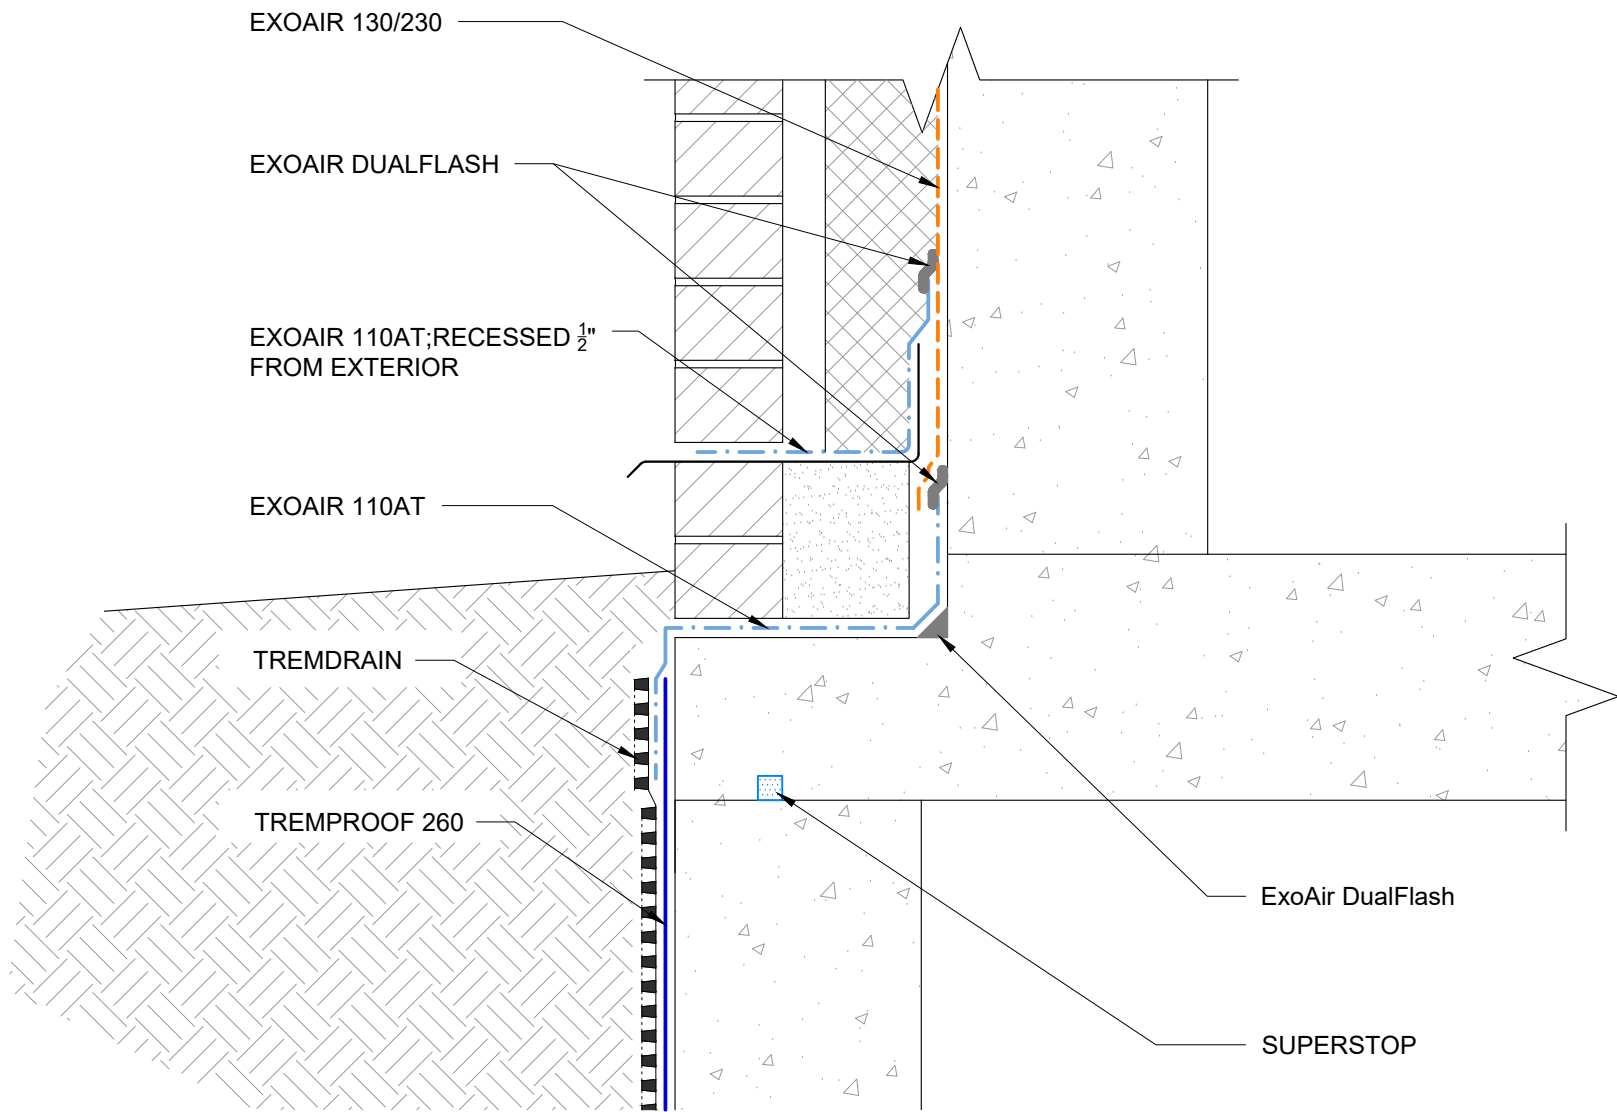 EXOAIR 130/230
EXOAIR DUALFLASH
EXOAIR 110AT;RECESSED 1/2"
FROM EXTERIOR
EXOAIR 110AT
TREMDRAIN
TREMPROOF 260
ExoAir DualFlash
SUPERSTOP